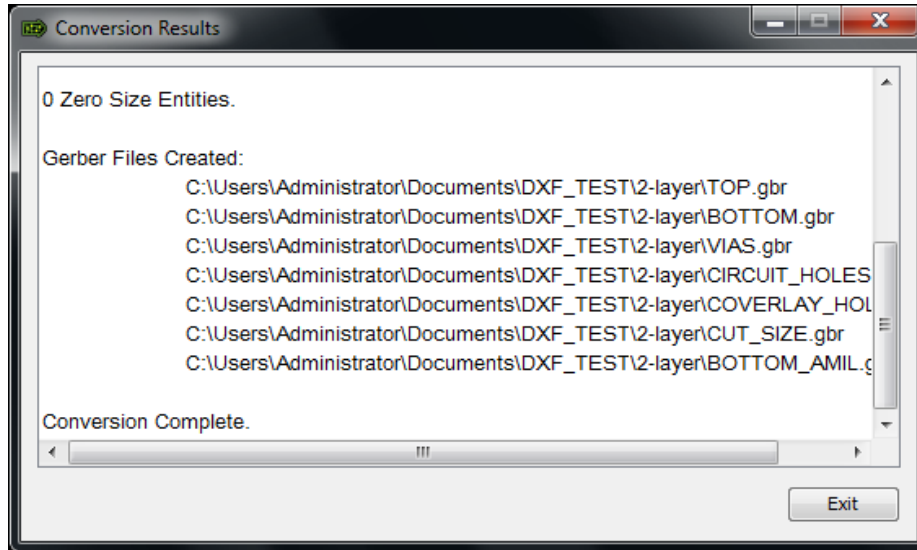 Conversion Results
0 Zero Size Entities.
Gerber Files Created:
C:\Users\Administrator\Documents\DXF_TEST\2-layer\TOP.gbr
C:\Users\Administrator\Documents\DXF_TEST\2-layer\BOTTOM.gbr
C:\Users\Administrator\Documents\DXF_TEST\2-layer\VIAS.gbr
C:\Users\Administrator\Documents\DXF_TEST\2-layer\CIRCUIT_HOLES
C:\Users\Administrator\Documents\DXF_TEST\2-layer\COVERLAY_HOL
C:\Users\Administrator\Documents\DXF_TEST\2-layer\CUT_SIZE.gbr
C:\Users\Administrator\Documents\DXF_TEST\2-layer\BOTTOM_AMIL.g
Conversion Complete.
Exit